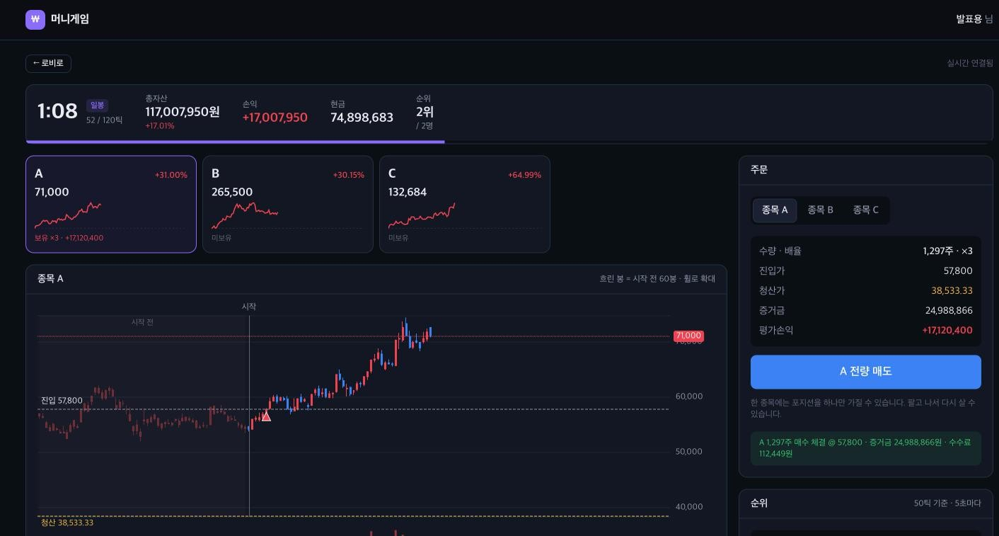 ₩ 머니게임
발표용 님
← 로비로
실시간 연결됨
1:08
일봉
52 / 120틱
총자산
117,007,950원
+17.01%
손익
+17,007,950
현금
74,898,683
순위
2위
/ 2명
A
+31.00%
71,000
보유 ×3 · +17,120,400
B
+30.15%
265,500
미보유
C
+64.99%
132,684
미보유
종목 A
흐린 봉 = 시작 전 60봉 · 휠로 확대
시작
시작 전
71,000
70,000
진입 57,800
60,000
50,000
40,000
청산 38,533.33
주문
종목 A
종목 B
종목 C
수량 · 배율
1,297주 · ×3
진입가
57,800
청산가
38,533.33
증거금
24,988,866
평가손익
+17,120,400
A 전량 매도
한 종목에는 포지션을 하나만 가질 수 있습니다. 팔고 나서 다시 살 수
있습니다.
A 1,297주 매수 체결 @ 57,800 · 증거금 24,988,866원 · 수수료
112,449원
순위
50틱 기준 · 5초마다